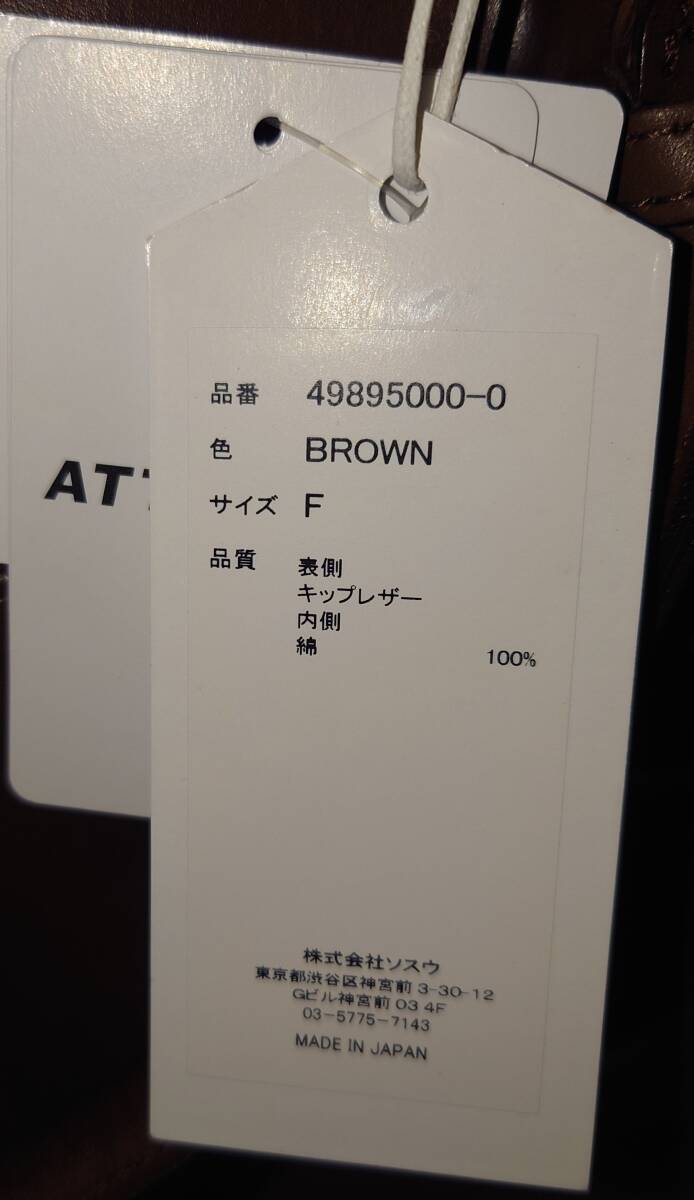 品番 49895000-0
色 BROWN
サイズ F
品質 表側
キップレザー
内側
綿 100%
株式会社ソスウ
東京都渋谷区神宮前 3-30-12
Gビル神宮前 03 4F
03-5775-7143
MADE IN JAPAN